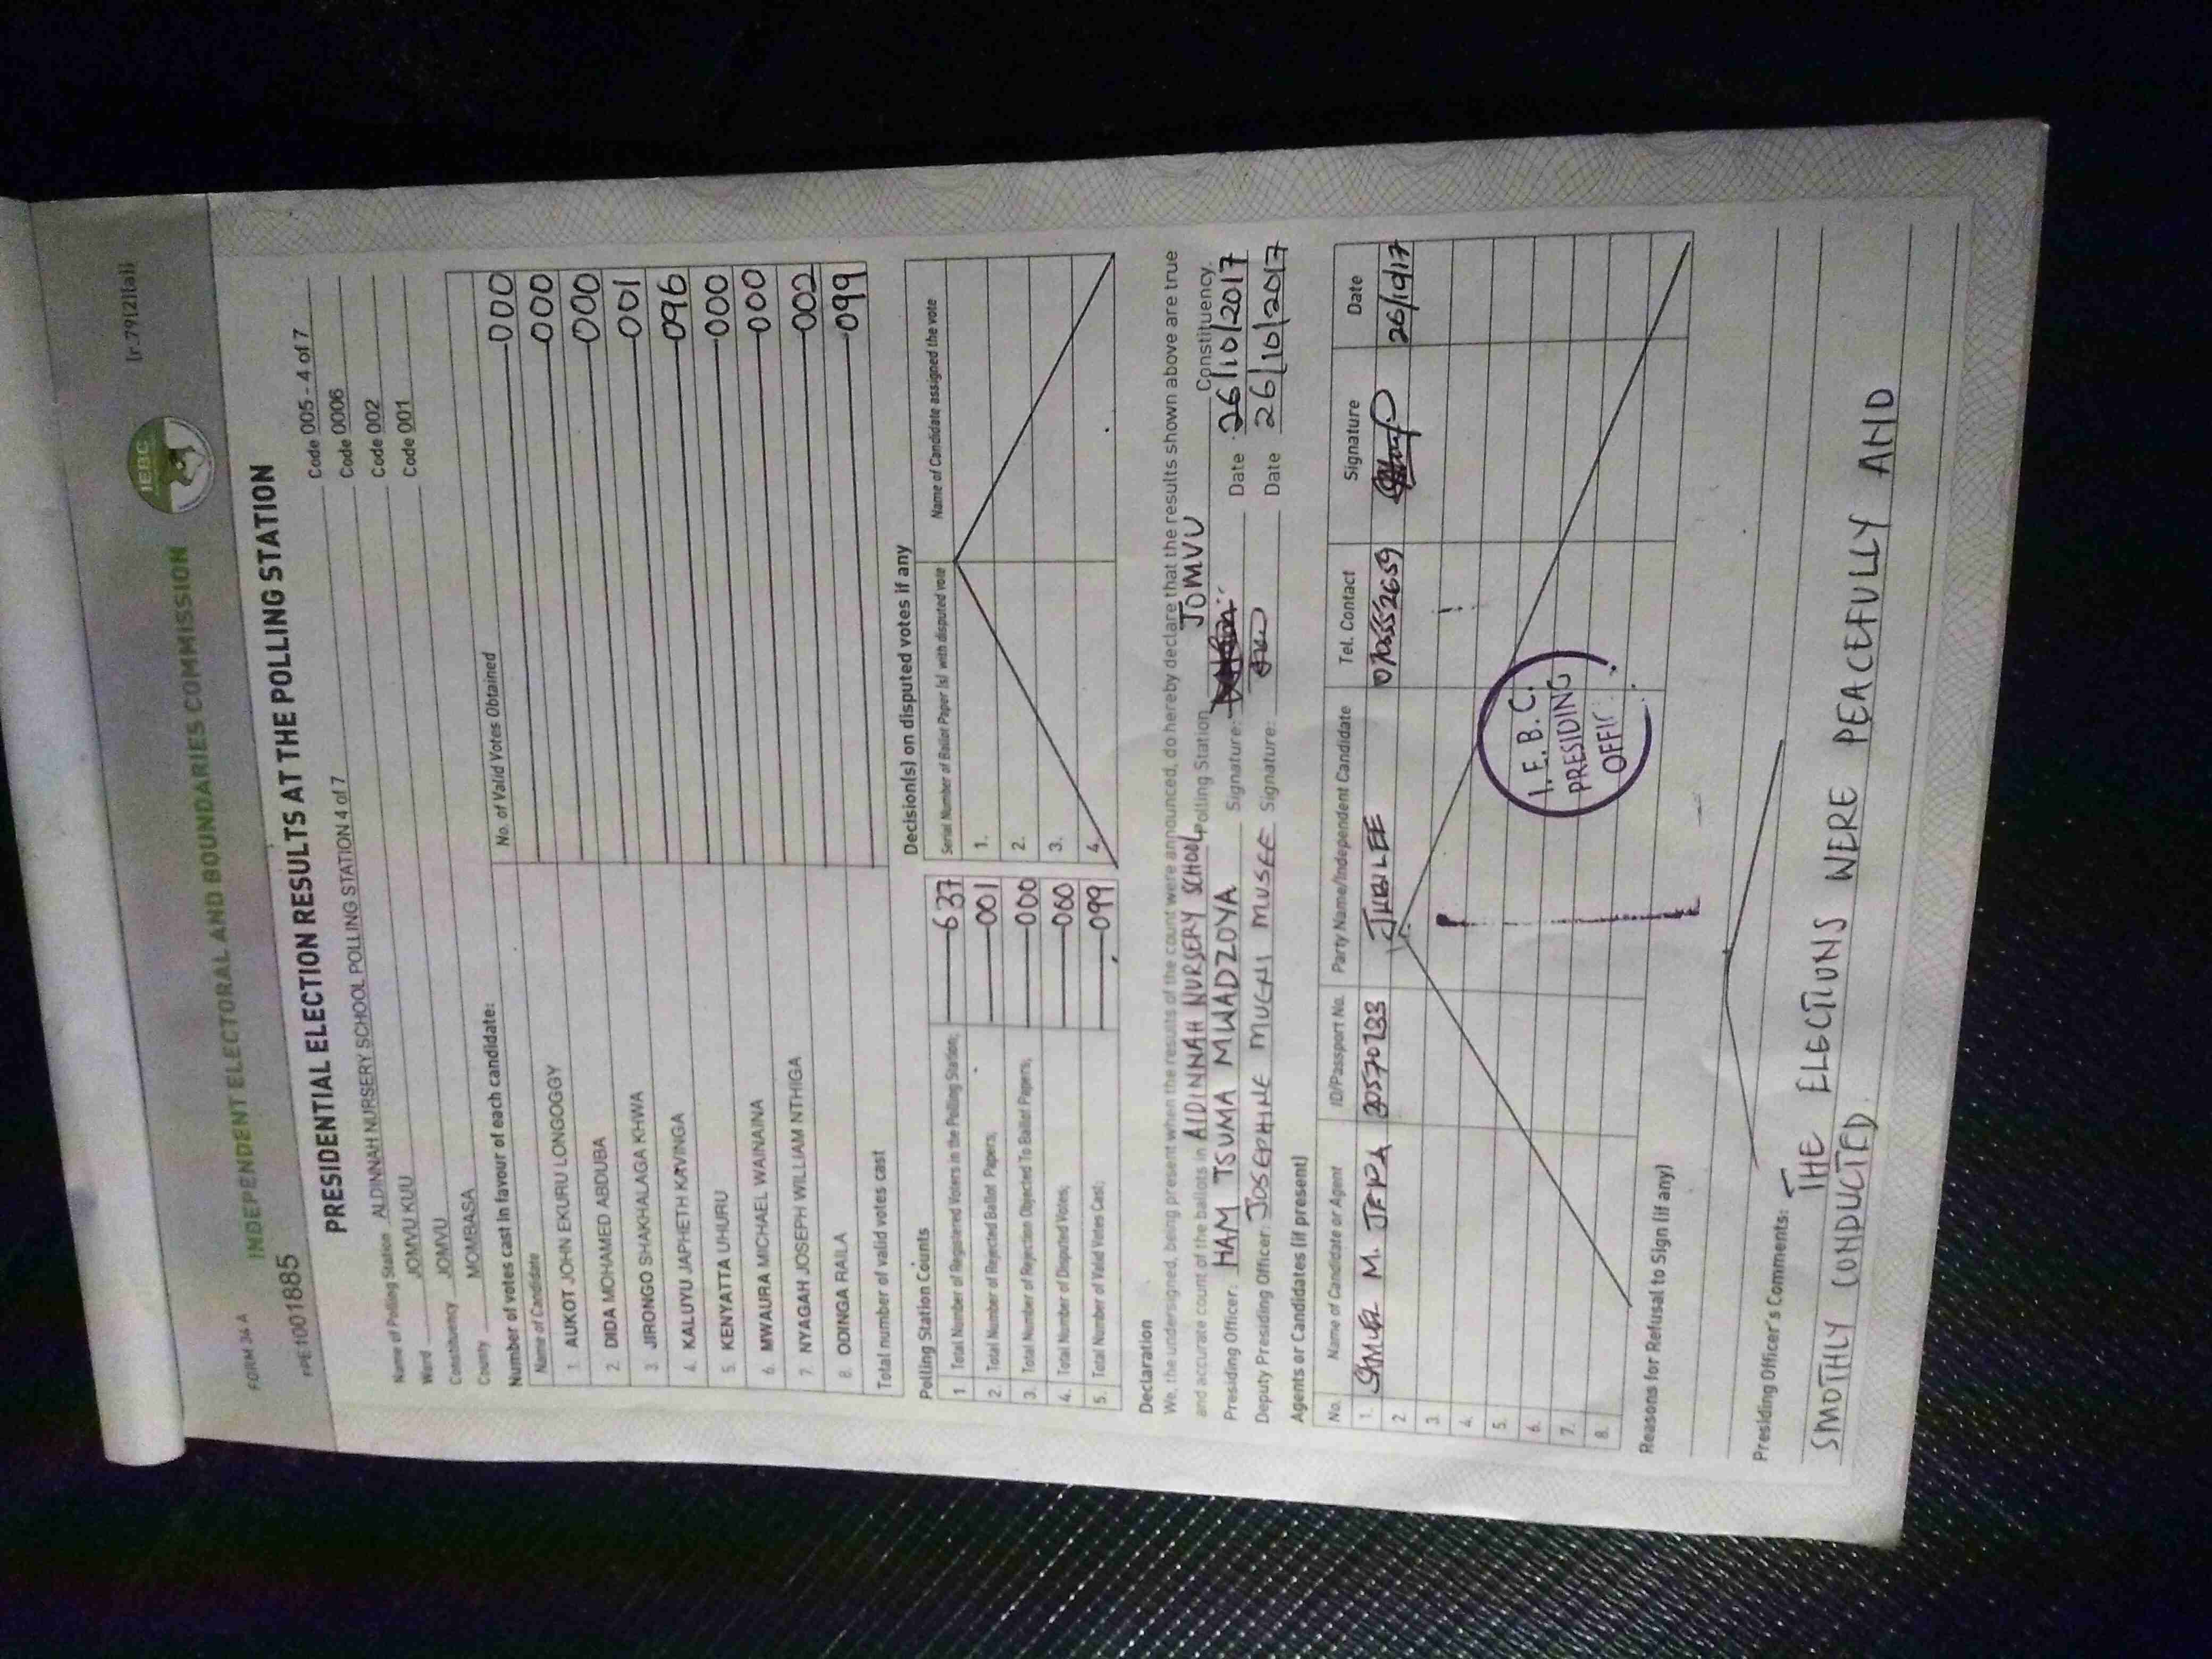 FORM 34 A
INDEPENDENT ELECTORAL AND BOUNDARIES COMMISSION
IEBC
[r.79(2)(a)]
PRESIDENTIAL ELECTION RESULTS AT THE POLLING STATION
Name of Polling Station ALDINNAH NURSERY SCHOOL POLLING STATION 4 of 7 Code 005 - 4 of 7
Ward JOMVU KUU Code 0006
Constituency JOMVU Code 002
County MOMBASA Code 001
Number of votes cast in favour of each candidate:
Name of Candidate No. of Valid Votes Obtained
1. AUKOT JOHN EKURU LONGOGGY 000
2. DIDA MOHAMED ABDUBA 000
3. JIRONGO SHAKHALAGA KHWA 000
4. KALUYU JAPHETH KAVINGA 001
5. KENYATTA UHURU 096
6. MWAURA MICHAEL WAINAINA 000
7. NYAGAH JOSEPH WILLIAM NTHIGA 000
8. ODINGA RAILA 002
Total number of valid votes cast 099
Polling Station Counts
1. Total Number of Registered Voters in the Polling Station; 637
2. Total Number of Rejected Ballot Papers; 001
3. Total Number of Rejection Objected To Ballot Papers; 000
4. Total Number of Disputed Votes; 000
5. Total Number of Valid Votes Cast; 099
Decision(s) on disputed votes if any
Serial Number of Ballot Paper (s) with disputed vote Name of Candidate assigned the vote
1.
2.
3.
4.
Declaration
We, the undersigned, being present when the results of the count were announced, do hereby declare that the results shown above are true
and accurate count of the ballots in ALDINNAH NURSERY SCHOOL Polling Station, JOMVU Constituency.
Presiding Officer: HAM TSUMA MWADZOYA Signature: Date 26/10/2017
Deputy Presiding Officer: JOSEPHINE MUGHI MUSEE Signature: Date 26/10/2017
Agents or Candidates (if present)
No. Name of Candidate or Agent ID/Passport No. Party Name/Independent Candidate Tel. Contact Signature Date
1. M. JUBILEE 26/10/17
2.
3.
4.
5.
6.
7.
8.
I.E.B.C.
PRESIDING
Reasons for Refusal to Sign (if any)
Presiding Officer's Comments: THE ELECTIONS WERE PEACEFULLY AND
SMOTHLY CONDUCTED.